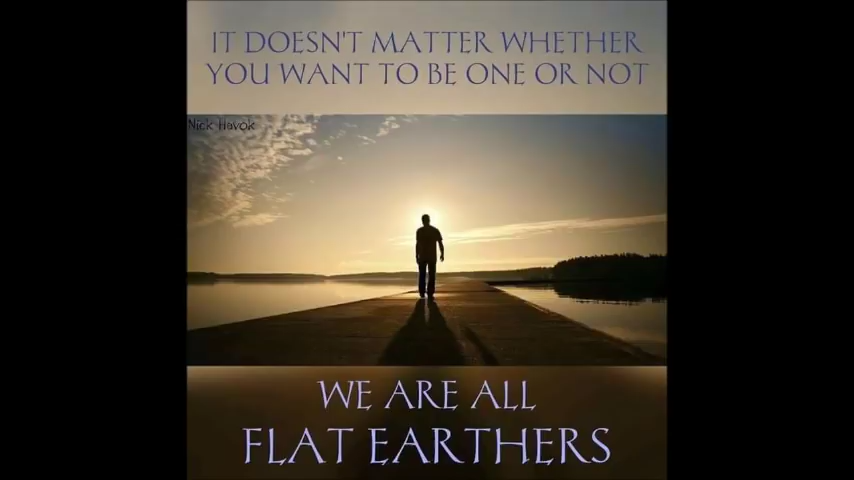 IT DOESN'T MATTER WHETHER
YOU WANT TO BE ONE OR NOT
Nick Havok
WE ARE ALL
FLAT EARTHERS